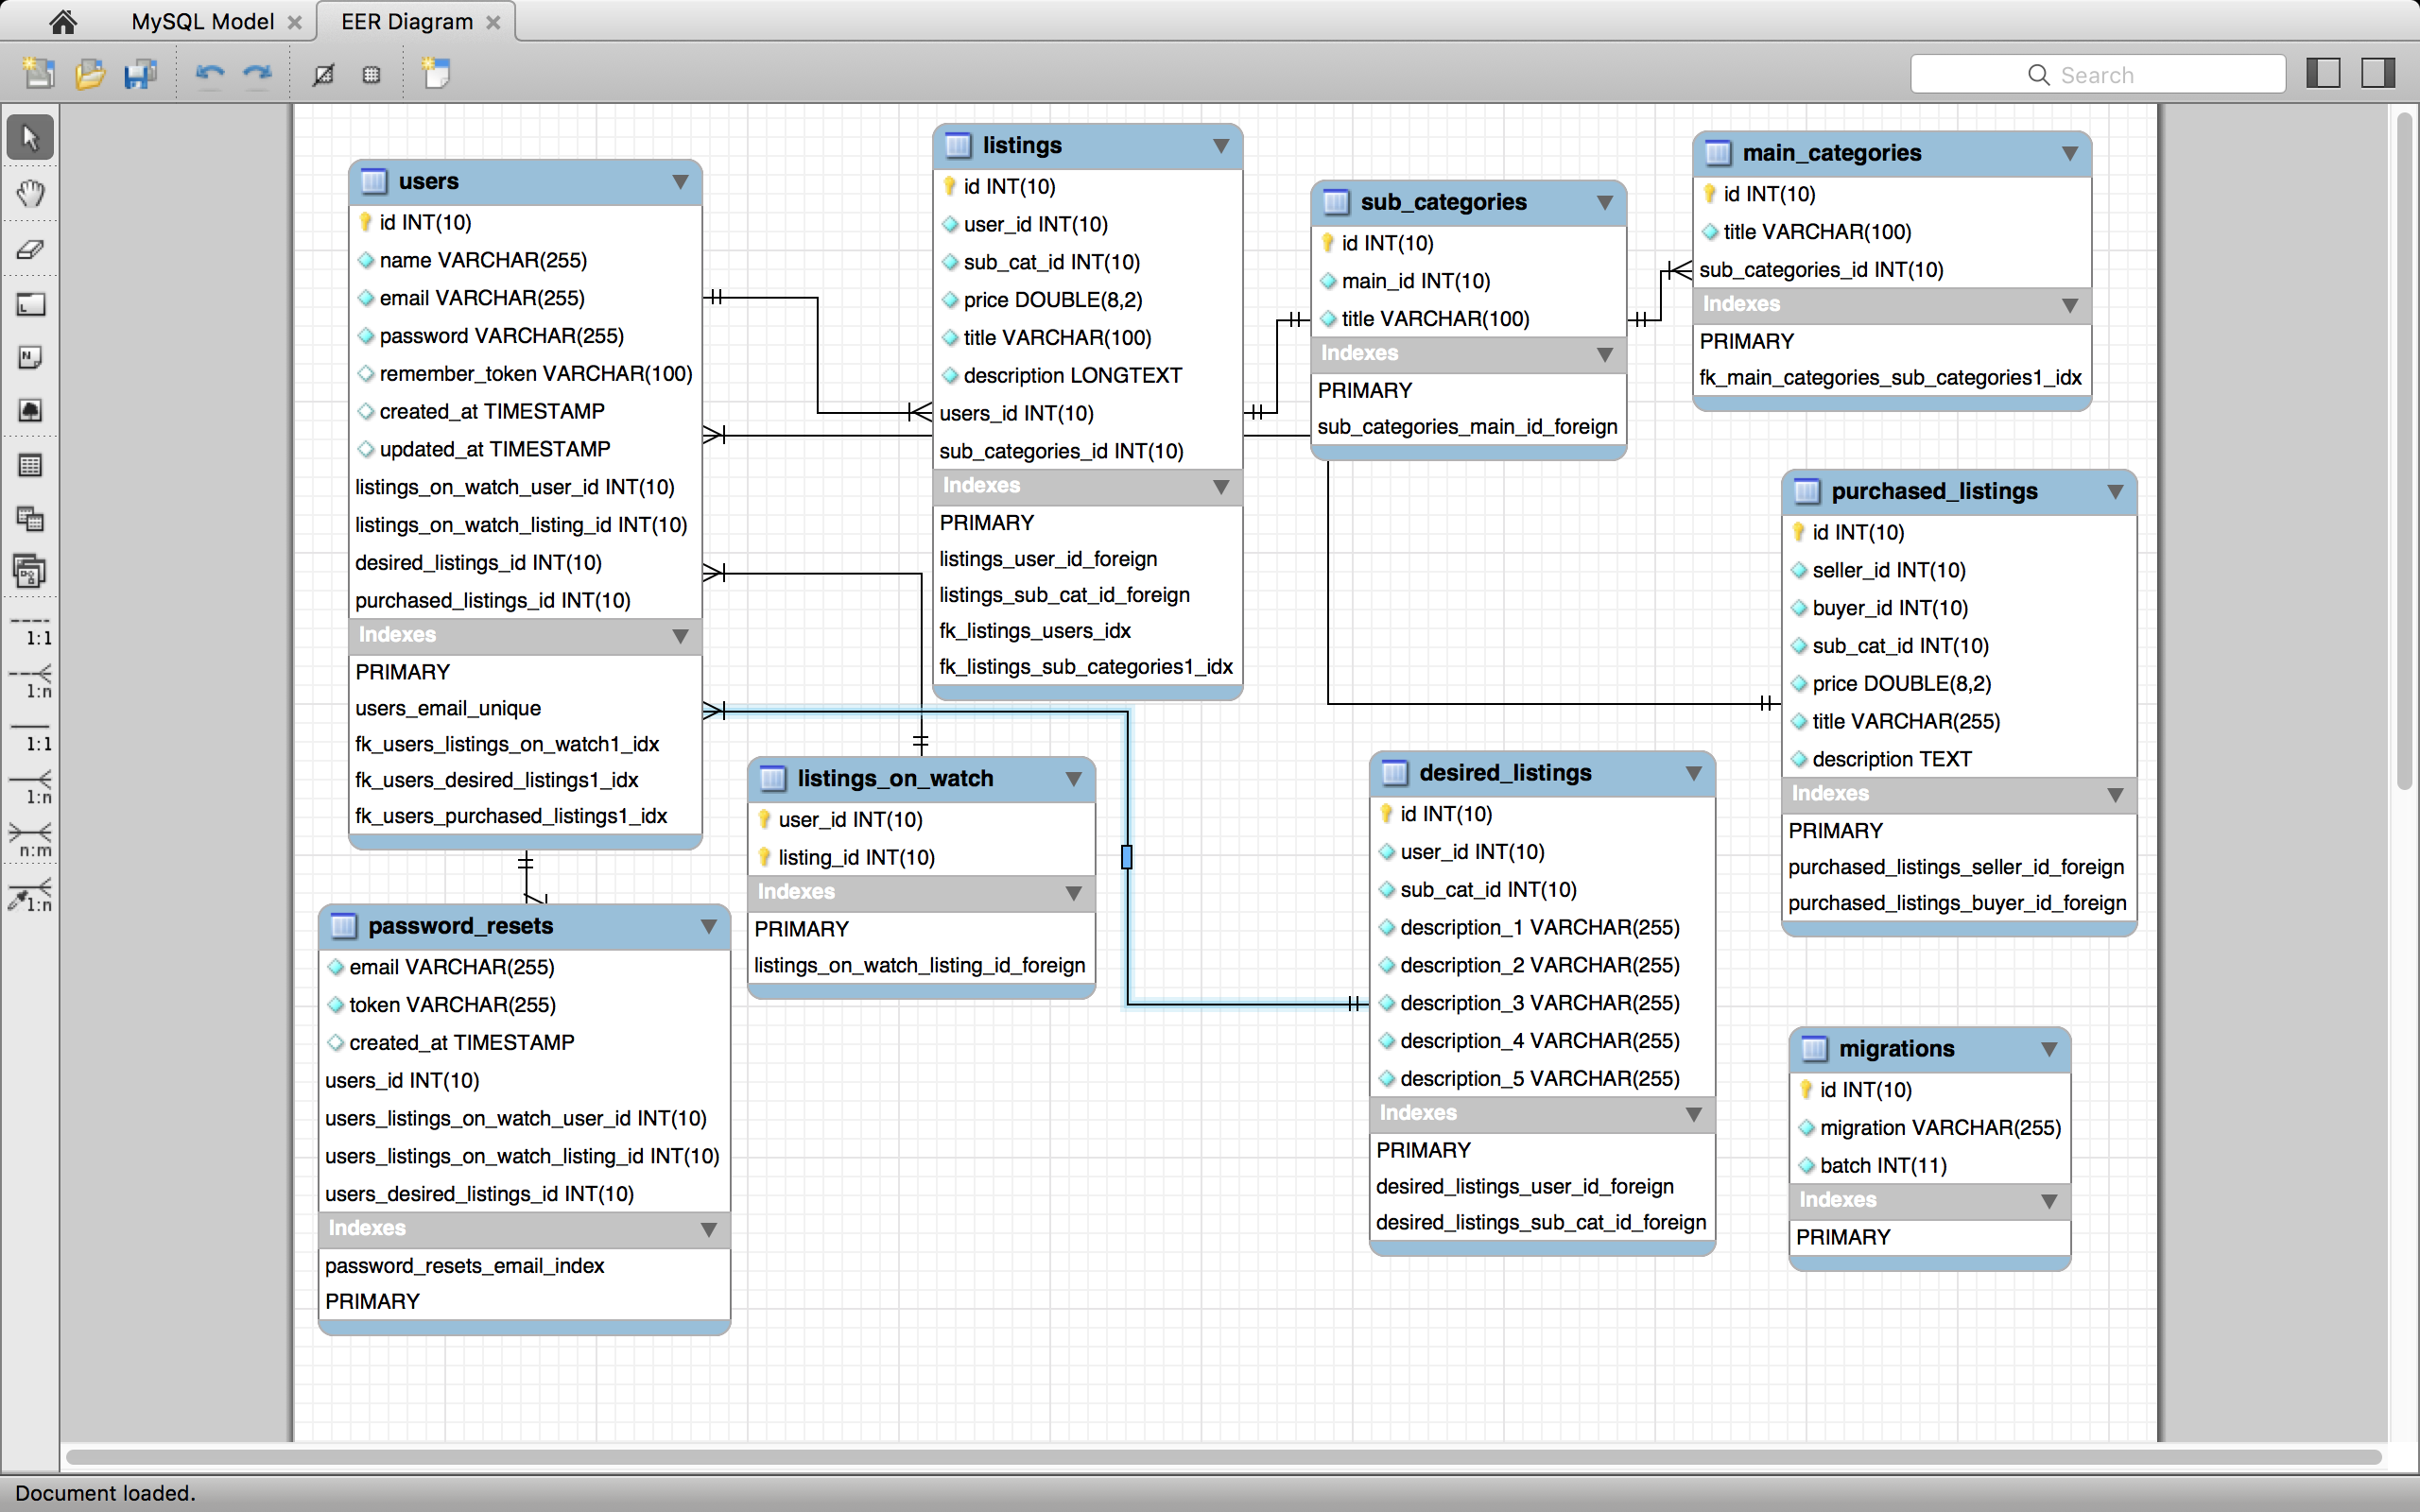 MySQL Model
EER Diagram
Search
1:1
1:n
1:1
1:n
n:m
1:n
users
id INT(10)
name VARCHAR(255)
email VARCHAR(255)
password VARCHAR(255)
remember_token VARCHAR(100)
created_at TIMESTAMP
updated_at TIMESTAMP
listings_on_watch_user_id INT(10)
listings_on_watch_listing_id INT(10)
desired_listings_id INT(10)
purchased_listings_id INT(10)
Indexes
PRIMARY
users_email_unique
fk_users_listings_on_watch1_idx
fk_users_desired_listings1_idx
fk_users_purchased_listings1_idx
password_resets
email VARCHAR(255)
token VARCHAR(255)
created_at TIMESTAMP
users_id INT(10)
users_listings_on_watch_user_id INT(10)
users_listings_on_watch_listing_id INT(10)
users_desired_listings_id INT(10)
Indexes
password_resets_email_index
PRIMARY
listings
id INT(10)
user_id INT(10)
sub_cat_id INT(10)
price DOUBLE(8,2)
title VARCHAR(100)
description LONGTEXT
users_id INT(10)
sub_categories_id INT(10)
Indexes
PRIMARY
listings_user_id_foreign
listings_sub_cat_id_foreign
fk_listings_users_idx
fk_listings_sub_categories1_idx
listings_on_watch
user_id INT(10)
listing_id INT(10)
Indexes
PRIMARY
listings_on_watch_listing_id_foreign
sub_categories
id INT(10)
main_id INT(10)
title VARCHAR(100)
Indexes
PRIMARY
sub_categories_main_id_foreign
main_categories
id INT(10)
title VARCHAR(100)
sub_categories_id INT(10)
Indexes
PRIMARY
fk_main_categories_sub_categories1_idx
purchased_listings
id INT(10)
seller_id INT(10)
buyer_id INT(10)
sub_cat_id INT(10)
price DOUBLE(8,2)
title VARCHAR(255)
description TEXT
Indexes
PRIMARY
purchased_listings_seller_id_foreign
purchased_listings_buyer_id_foreign
desired_listings
id INT(10)
user_id INT(10)
sub_cat_id INT(10)
description_1 VARCHAR(255)
description_2 VARCHAR(255)
description_3 VARCHAR(255)
description_4 VARCHAR(255)
description_5 VARCHAR(255)
Indexes
PRIMARY
desired_listings_user_id_foreign
desired_listings_sub_cat_id_foreign
migrations
id INT(10)
migration VARCHAR(255)
batch INT(11)
Indexes
PRIMARY
Document loaded.